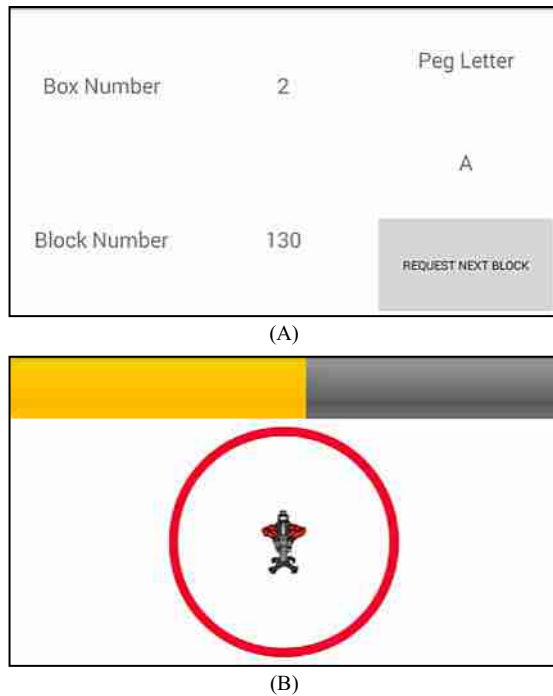 Peg Letter
Box Number 2
A
Block Number 130
REQUEST NEXT BLOCK
(A)
(B)